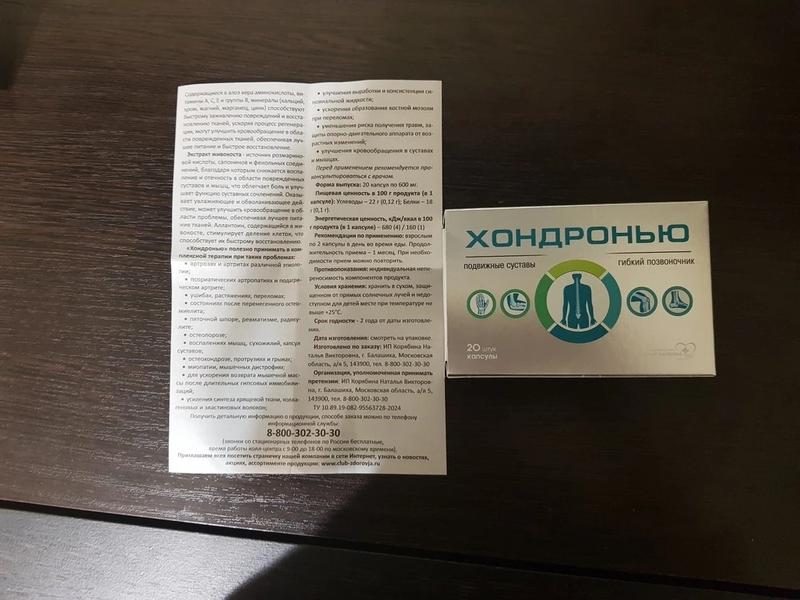 Содержащиеся в алоэ вера аминокислоты, ви-
тамины А, С, Е и группы В, минералы (кальций,
хром, магний, марганец, цинк) способствуют
быстрому заживлению повреждений и восста-
новлению тканей, ускоряя процесс регенера-
ции, могут улучшить кровообращение в обла-
сти поврежденных тканей, обеспечивая луч-
шее питание и быстрое восстановление.
Экстракт живокоста - источник розмарино-
вой кислоты, сапонинов и фенольных соеди-
нений, благодаря которым снижается воспале-
ние и отечность в области повреждённых
суставов и мышц, что облегчает боль и улуч-
шает функцию суставных сочленений. Оказы-
вает увлажняющее и обволакивающее дей-
ствие, может улучшить кровообращение в об-
ласти проблемы, обеспечивая лучшее пита-
ние тканей. Аллантоин, содержащийся в жи-
вокосте, стимулирует деление клеток, что
способствует их быстрому восстановлению.
«Хондронью» полезно принимать в ком-
плексной терапии при таких проблемах:
• артрозах и артритах различной этиоло-
гии;
• псориатических артропатиях и подагри-
ческом артрите;
• ушибах, растяжениях, переломах;
• состояниях после перенесенного остео-
миелита;
• пяточной шпоре, ревматизме, радику-
лите;
• остеопорозе;
• воспалениях мышц, сухожилий, капсул
суставов;
• остеохондрозе, протрузиях и грыжах;
• миопатии, мышечных дистрофиях;
• для ускорения возврата мышечной мас-
сы после длительных гипсовых иммобили-
заций;
• усиления синтеза хрящевой ткани, колла-
геновых и эластиновых волокон;
• улучшения выработки и консистенции си-
новиальной жидкости;
• ускорения образования костной мозоли
при переломах;
• уменьшения риска получения травм, за-
щиты опорно-двигательного аппарата от воз-
растных изменений;
• улучшения кровообращения в суставах
и мышцах.
Перед применением рекомендуется про-
консультироваться с врачом.
Форма выпуска: 20 капсул по 600 мг.
Пищевая ценность в 100 г продукта (в 1
капсуле): Углеводы – 22 г (0,12 г); Белки – 18
г (0,1 г).
Энергетическая ценность, кДж/ккал в 100
г продукта (в 1 капсуле) – 680 (4) / 160 (1)
Рекомендации по применению: взрослым
по 2 капсулы в день во время еды. Продол-
жительность приема – 1 месяц. При необхо-
димости прием можно повторить.
Противопоказания: индивидуальная непе-
реносимость компонентов продукта.
Условия хранения: хранить в сухом, защи-
щенном от прямых солнечных лучей и недо-
ступном для детей месте при температуре не
выше +25°С.
Срок годности - 2 года от даты изготовле-
ния.
Дата изготовления: смотреть на упаковке.
Изготовлено по заказу: ИП Корябина На-
талья Викторовна, г. Балашиха, Московская
область, а/я 5, 143900, тел. 8-800-302-30-30
Организация, уполномоченная принимать
претензии: ИП Корябина Наталья Викторов-
на, г. Балашиха, Московская область, а/я 5,
143900, тел. 8-800-302-30-30
ТУ 10.89.19-082-95563728-2024
Получить детальную информацию о продукции, способе заказа можно по телефону
информационной службы:
8-800-302-30-30
(звонки со стационарных телефонов по России бесплатные,
время работы колл-центра с 9-00 до 18-00 по московскому времени).
Приглашаем всех посетить страничку нашей компании в сети Интернет, узнать о новостях,
акциях, ассортименте продукции: www.club-zdorovja.ru
ХОНДРОНЬЮ
подвижные суставы
гибкий позвоночник
20 штук
капсулы